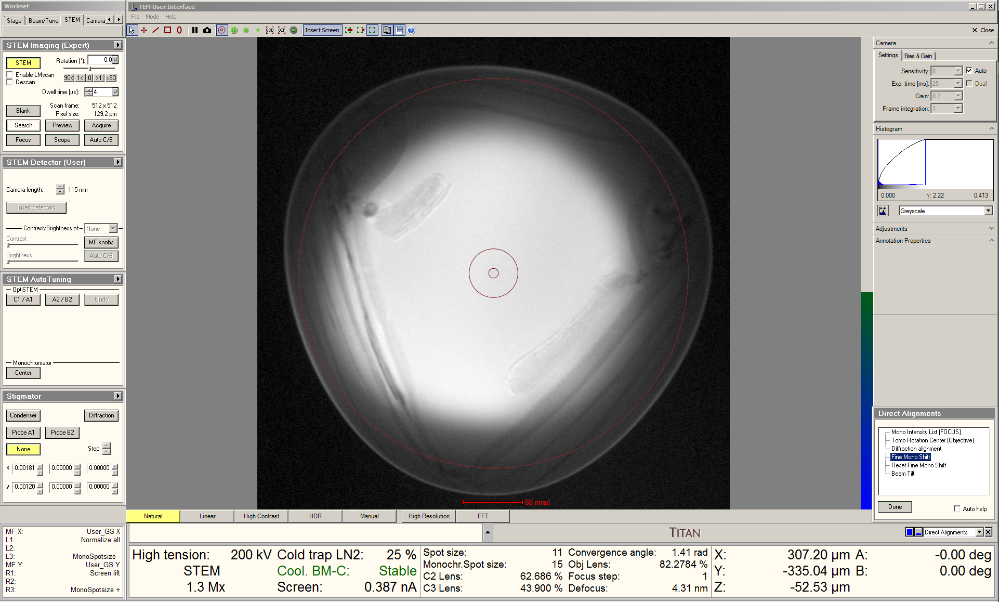 Workset
Stage Beam/Tune STEM Camera
STEM Imaging (Expert)
STEM Rotation (°): 0.0
Enable LMscan
Descan
90< 1< 0 >1 >90
Dwell time [µs]: 4
Blank Scan frame: 512 x 512
Pixel size: 129.2 pm
Search Preview Acquire
Focus Scope Auto C/B
STEM Detector (User)
Camera length: 115 mm
Insert detectors
Contrast/Brightness of: None
Contrast MF knobs
Brightness Auto C/B
STEM AutoTuning
OptiSTEM
C1 / A1 A2 / B2 Undo
Monochromator
Center
Stigmator
Condenser Diffraction
Probe A1 Probe B2
None Step:
x -0.00181 0.00000 0.00000
y -0.00120 0.00000 0.00000
MF X: User_GS X
L1: Normalize all
L2:
L3: MonoSpotsize -
MF Y: User_GS Y
R1: Screen lift
R2:
R3: MonoSpotsize +
TEM User Interface
File Mode Help
CCD GIF Insert Screen Close
50 mrad
Natural Linear High Contrast HDR Manual High Resolution FFT
Camera
Settings Bias & Gain
Sensitivity: 8 Auto
Exp. time [ms]: 25 Dual
Gain: 0.7
Frame integration: 1
Histogram
0.000 γ: 2.22 0.413
Greyscale
Adjustments
Annotation Properties
Direct Alignments
Mono Intensity List [FOCUS]
Tomo Rotation Center (Objective)
Diffraction alignment
Fine Mono Shift
Reset Fine Mono Shift
Beam Tilt
Done Auto help
TITAN
Direct Alignments
High tension: 200 kV Cold trap LN2: 25 %
STEM Cool. BM-C: Stable
1.3 Mx Screen: 0.387 nA
Spot size: 11 Convergence angle: 1.41 rad
Monochr.Spot size: 15 Obj Lens: 82.2784 %
C2 Lens: 62.686 % Focus step: 1
C3 Lens: 43.900 % Defocus: 4.31 nm
X: 307.20 µm A: -0.00 deg
Y: -335.04 µm B: 0.00 deg
Z: -52.53 µm